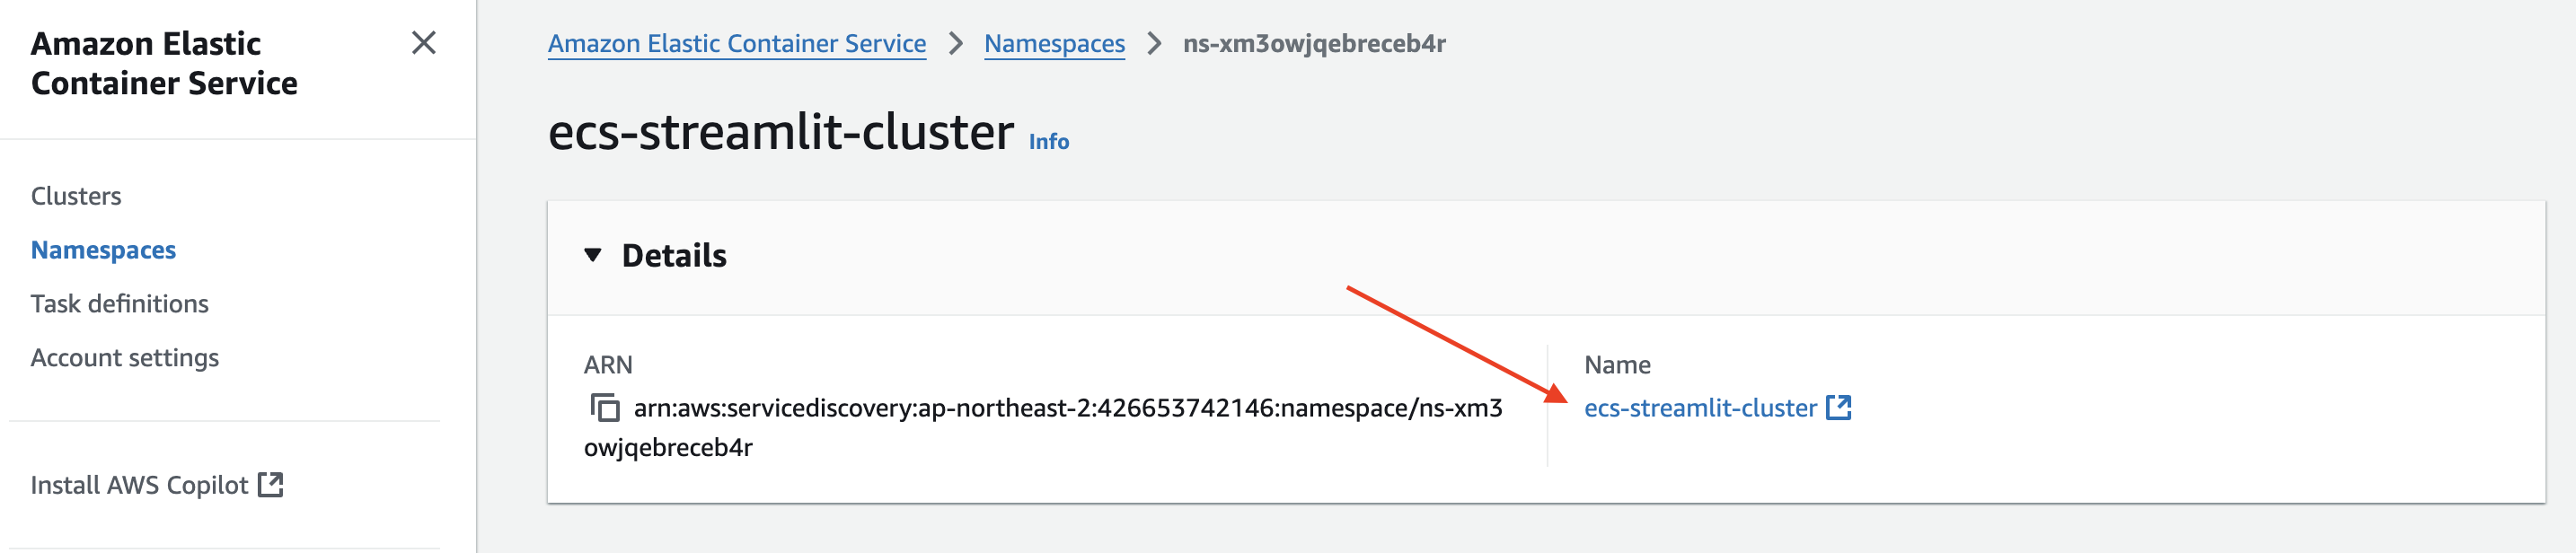 Amazon Elastic
Container Service
Clusters
Namespaces
Task definitions
Account settings
Install AWS Copilot
Amazon Elastic Container Service > Namespaces > ns-xm3owjqebreceb4r
ecs-streamlit-cluster Info
Details
ARN
arn:aws:servicediscovery:ap-northeast-2:426653742146:namespace/ns-xm3
owjqebreceb4r
Name
ecs-streamlit-cluster